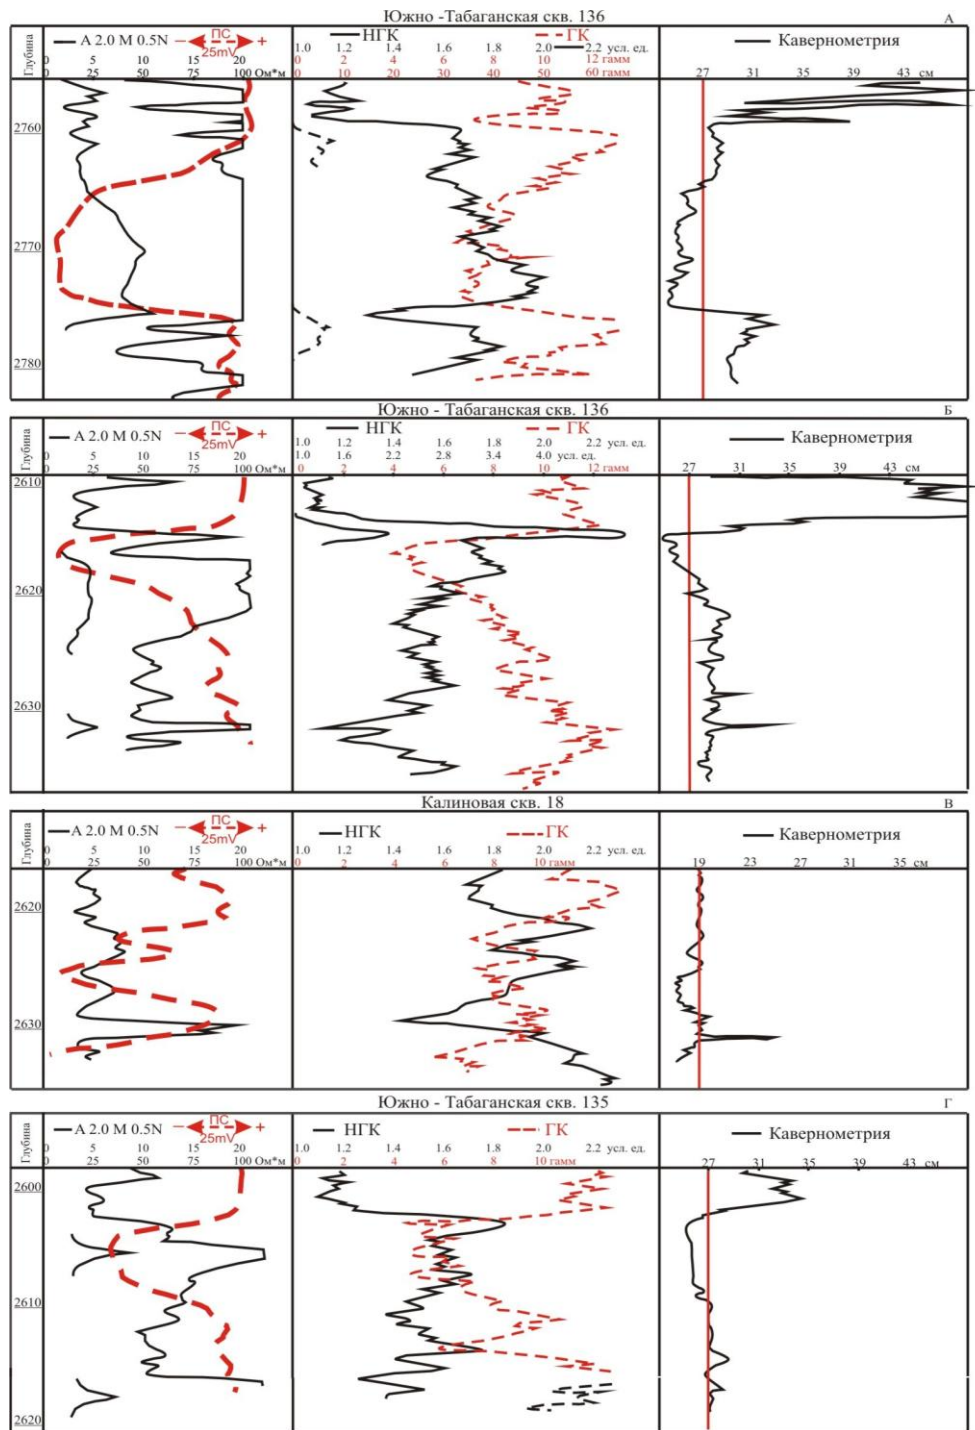 Южно -Табаганская скв. 136 А
Глубина
А 2.0 М 0.5N − ПС +
25mV
0 5 10 15 20
0 25 50 75 100 Ом*м
НГК ГК
1.0 1.2 1.4 1.6 1.8 2.0 2.2 усл. ед.
0 2 4 6 8 10 12 гамм
0 10 20 30 40 50 60 гамм
Кавернометрия
27 31 35 39 43 см
2760
2770
2780
Южно - Табаганская скв. 136 Б
Глубина
А 2.0 М 0.5N − ПС +
25mV
0 5 10 15 20
0 25 50 75 100 Ом*м
НГК ГК
1.0 1.2 1.4 1.6 1.8 2.0 2.2 усл. ед.
1.0 1.6 2.2 2.8 3.4 4.0 усл. ед.
0 2 4 6 8 10 12 гамм
Кавернометрия
27 31 35 39 43 см
2610
2620
2630
Калиновая скв. 18 В
Глубина
А 2.0 М 0.5N − ПС +
25mV
0 5 10 15 20
0 25 50 75 100 Ом*м
НГК ГК
1.0 1.2 1.4 1.6 1.8 2.0 2.2 усл. ед.
0 2 4 6 8 10 гамм
Кавернометрия
19 23 27 31 35 см
2620
2630
Южно - Табаганская скв. 135 Г
Глубина
А 2.0 М 0.5N − ПС +
25mV
0 5 10 15 20
0 25 50 75 100 Ом*м
НГК ГК
1.0 1.2 1.4 1.6 1.8 2.0 2.2 усл. ед.
0 2 4 6 8 10 гамм
Кавернометрия
27 31 35 39 43 см
2600
2610
2620